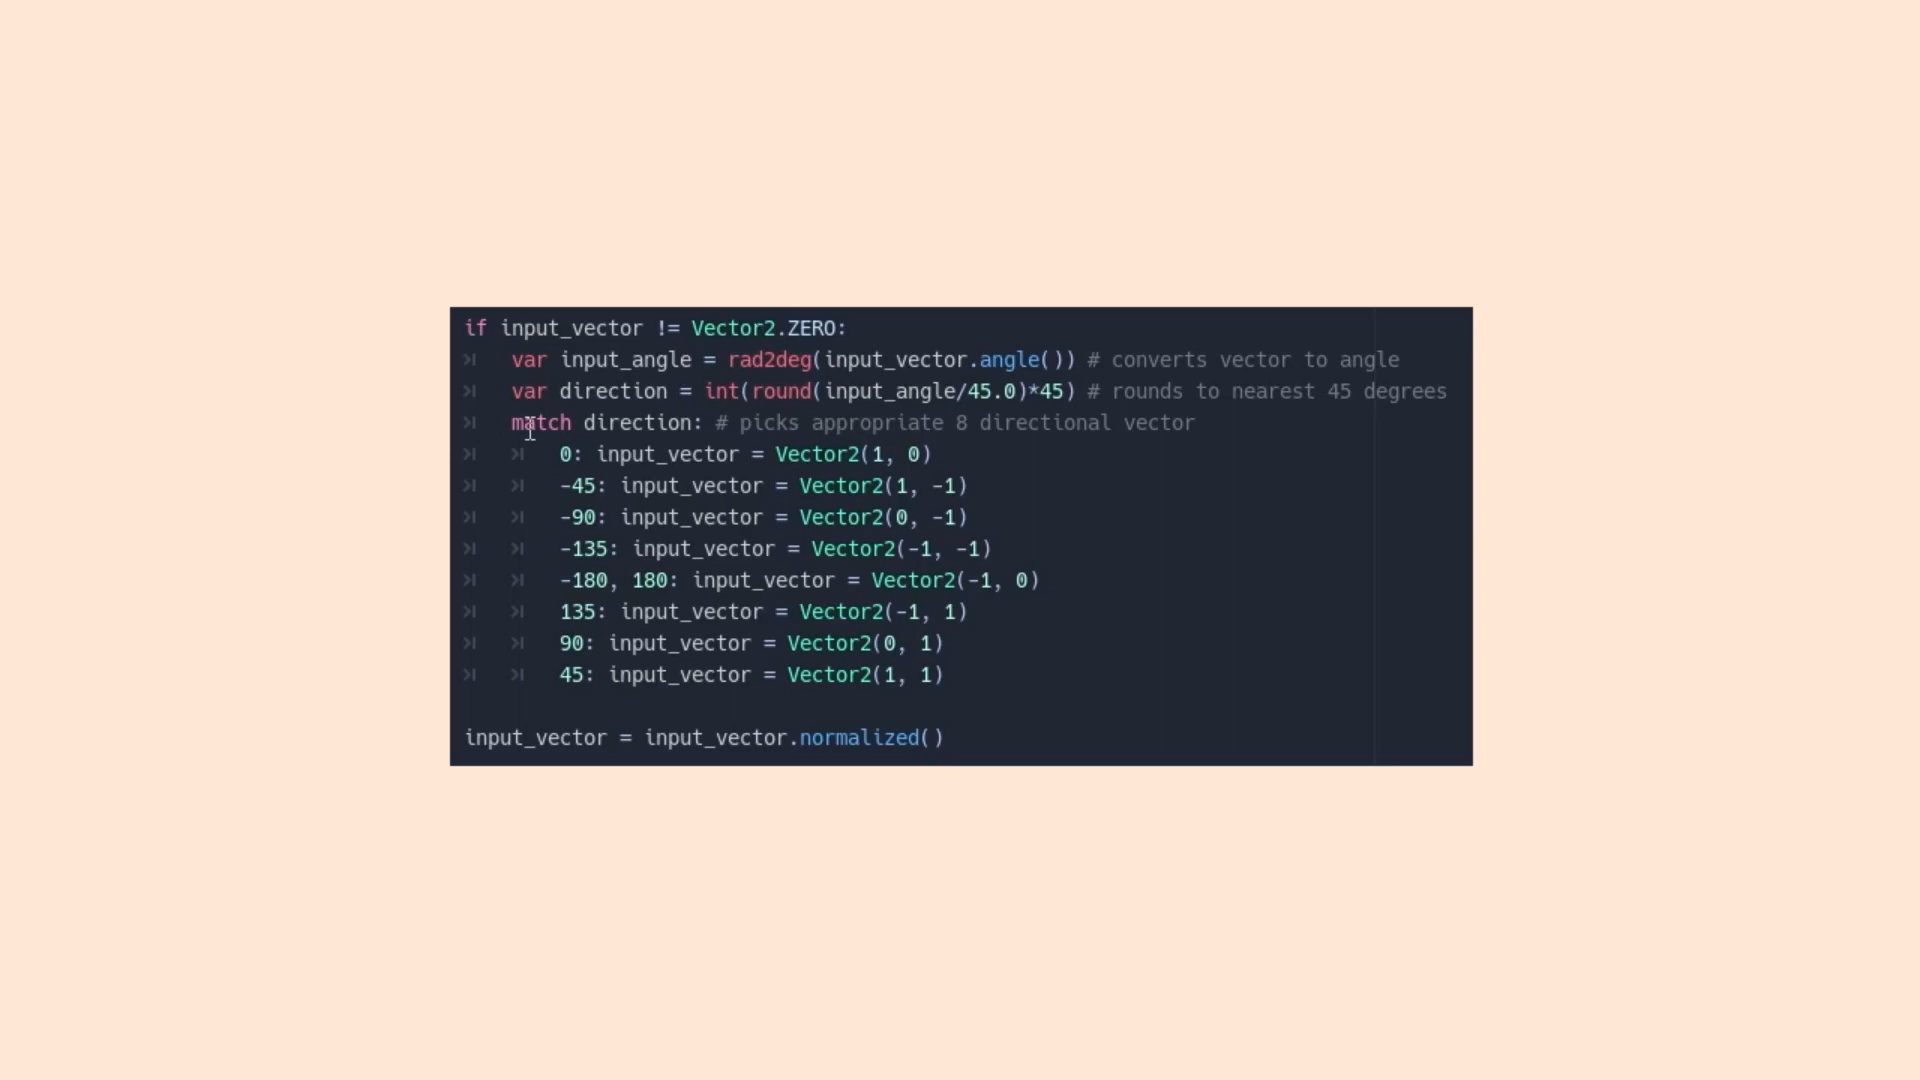 if input_vector != Vector2.ZERO:
var input_angle = rad2deg(input_vector.angle()) # converts vector to angle
var direction = int(round(input_angle/45.0)*45) # rounds to nearest 45 degrees
match direction: # picks appropriate 8 directional vector
0: input_vector = Vector2(1, 0)
-45: input_vector = Vector2(1, -1)
-90: input_vector = Vector2(0, -1)
-135: input_vector = Vector2(-1, -1)
-180, 180: input_vector = Vector2(-1, 0)
135: input_vector = Vector2(-1, 1)
90: input_vector = Vector2(0, 1)
45: input_vector = Vector2(1, 1)
input_vector = input_vector.normalized()